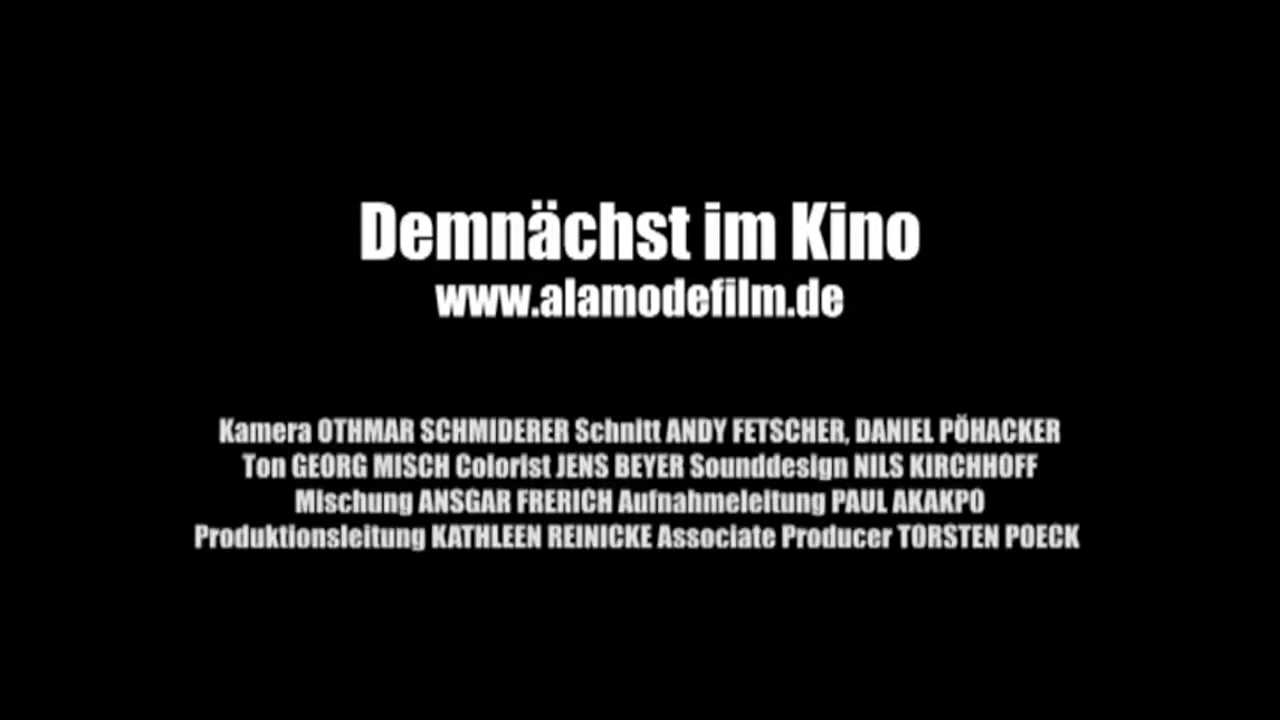 Demnächst im Kino
www.alamodefilm.de
Kamera OTHMAR SCHMIDERER Schnitt ANDY FETSCHER, DANIEL PÖHACKER
Ton GEORG MISCH Colorist JENS BEYER Sounddesign NILS KIRCHHOFF
Mischung ANSGAR FRERICH Aufnahmeleitung PAUL AKAKPO
Produktionsleitung KATHLEEN REINICKE Associate Producer TORSTEN POECK